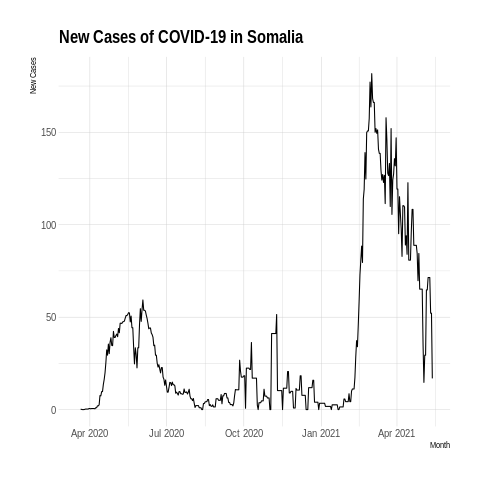 New Cases of COVID-19 in Somalia
New Cases
150
100
50
0
Apr 2020 Jul 2020 Oct 2020 Jan 2021 Apr 2021
Month